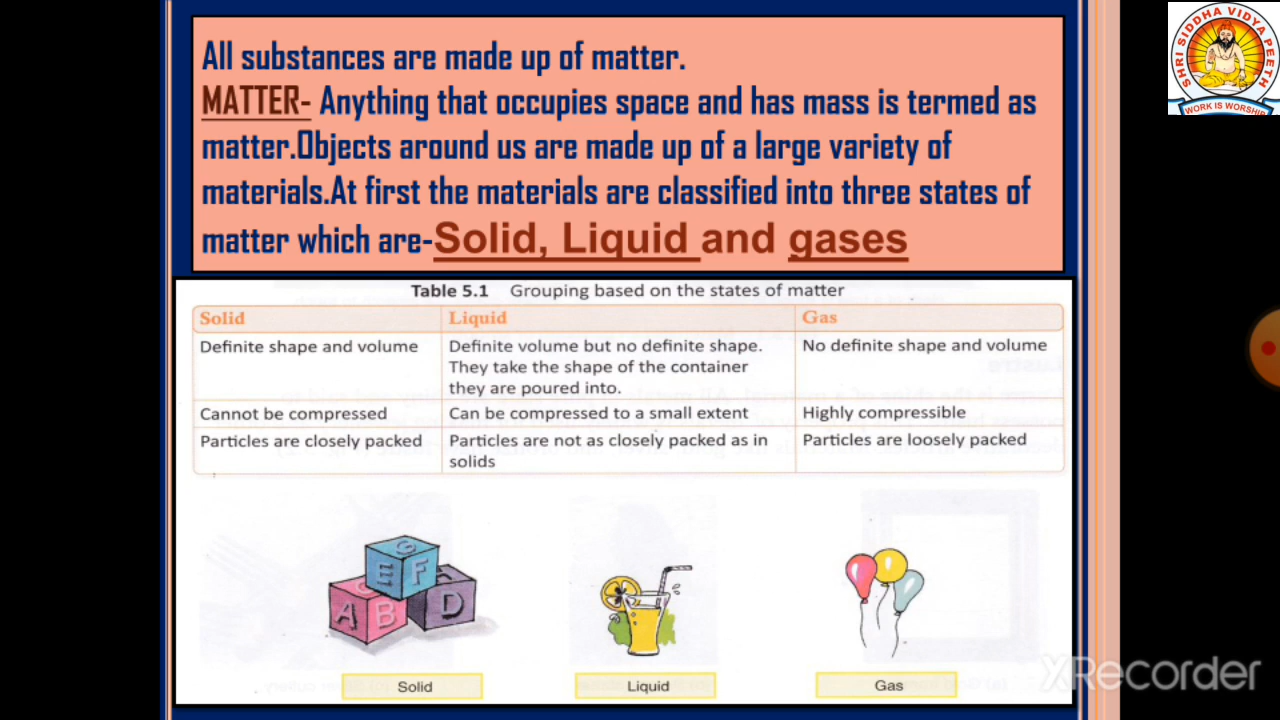 All substances are made up of matter.
MATTER- Anything that occupies space and has mass is termed as
matter.Objects around us are made up of a large variety of
materials.At first the materials are classified into three states of
matter which are-Solid, Liquid and gases
SHRI SIDDHA VIDYA PEETH
WORK IS WORSHIP
Table 5.1 Grouping based on the states of matter
Solid Liquid Gas
Definite shape and volume Definite volume but no definite shape. No definite shape and volume
They take the shape of the container
they are poured into.
Cannot be compressed Can be compressed to a small extent Highly compressible
Particles are closely packed Particles are not as closely packed as in Particles are loosely packed
solids
G
E F
A B D
Solid Liquid Gas
XRecorder